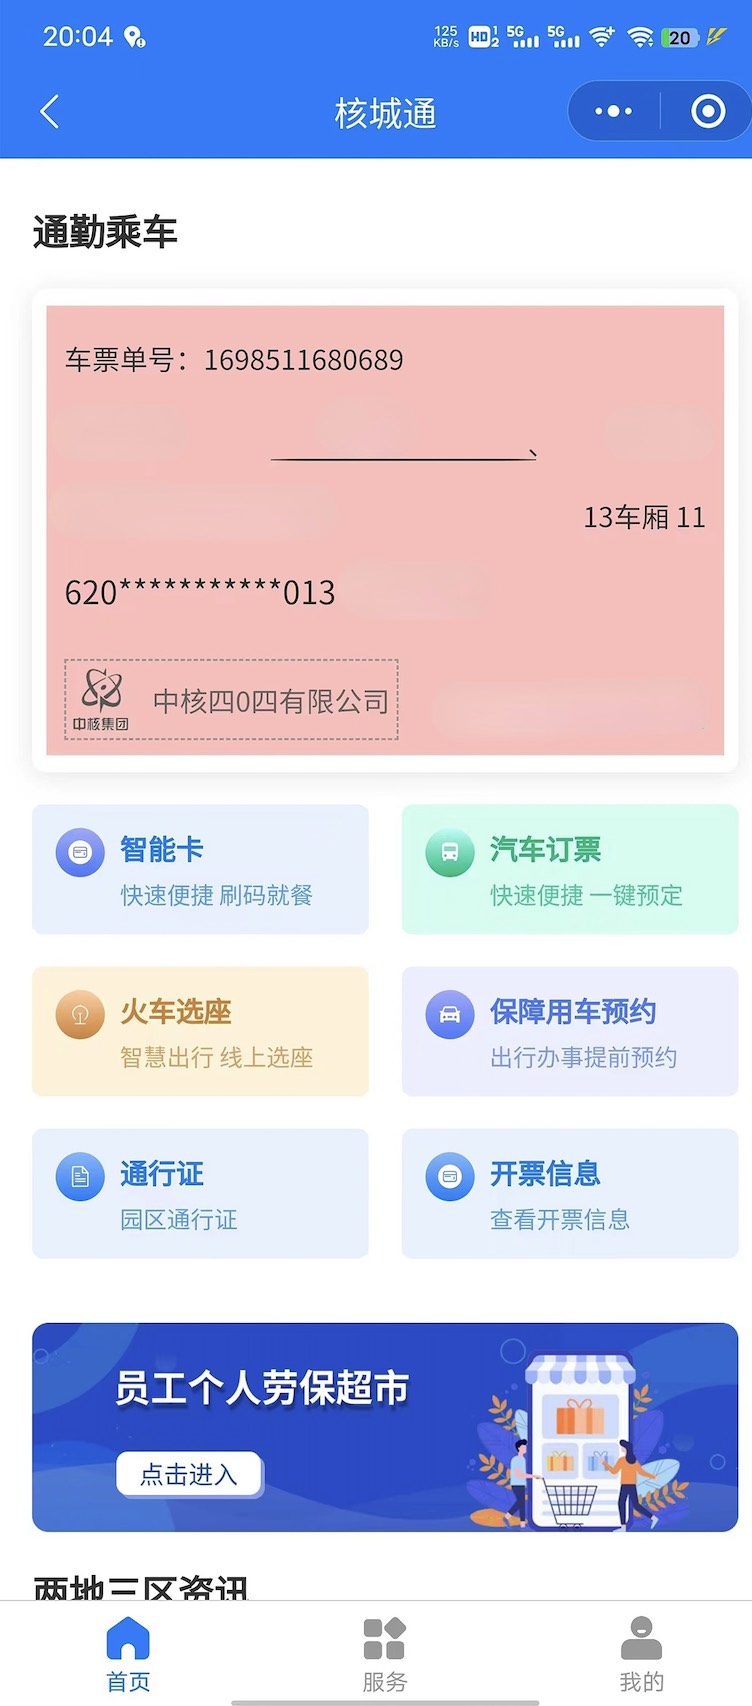 20:04
125 KB/s HD 1 2 5G 5G 20
核城通
通勤乘车
车票单号：1698511680689
13车厢 11
620***********013
中核集团
中核四0四有限公司
智能卡
快速便捷 刷码就餐
汽车订票
快速便捷 一键预定
火车选座
智慧出行 线上选座
保障用车预约
出行办事提前预约
通行证
园区通行证
开票信息
查看开票信息
员工个人劳保超市
点击进入
两地三区资讯
首页
服务
我的